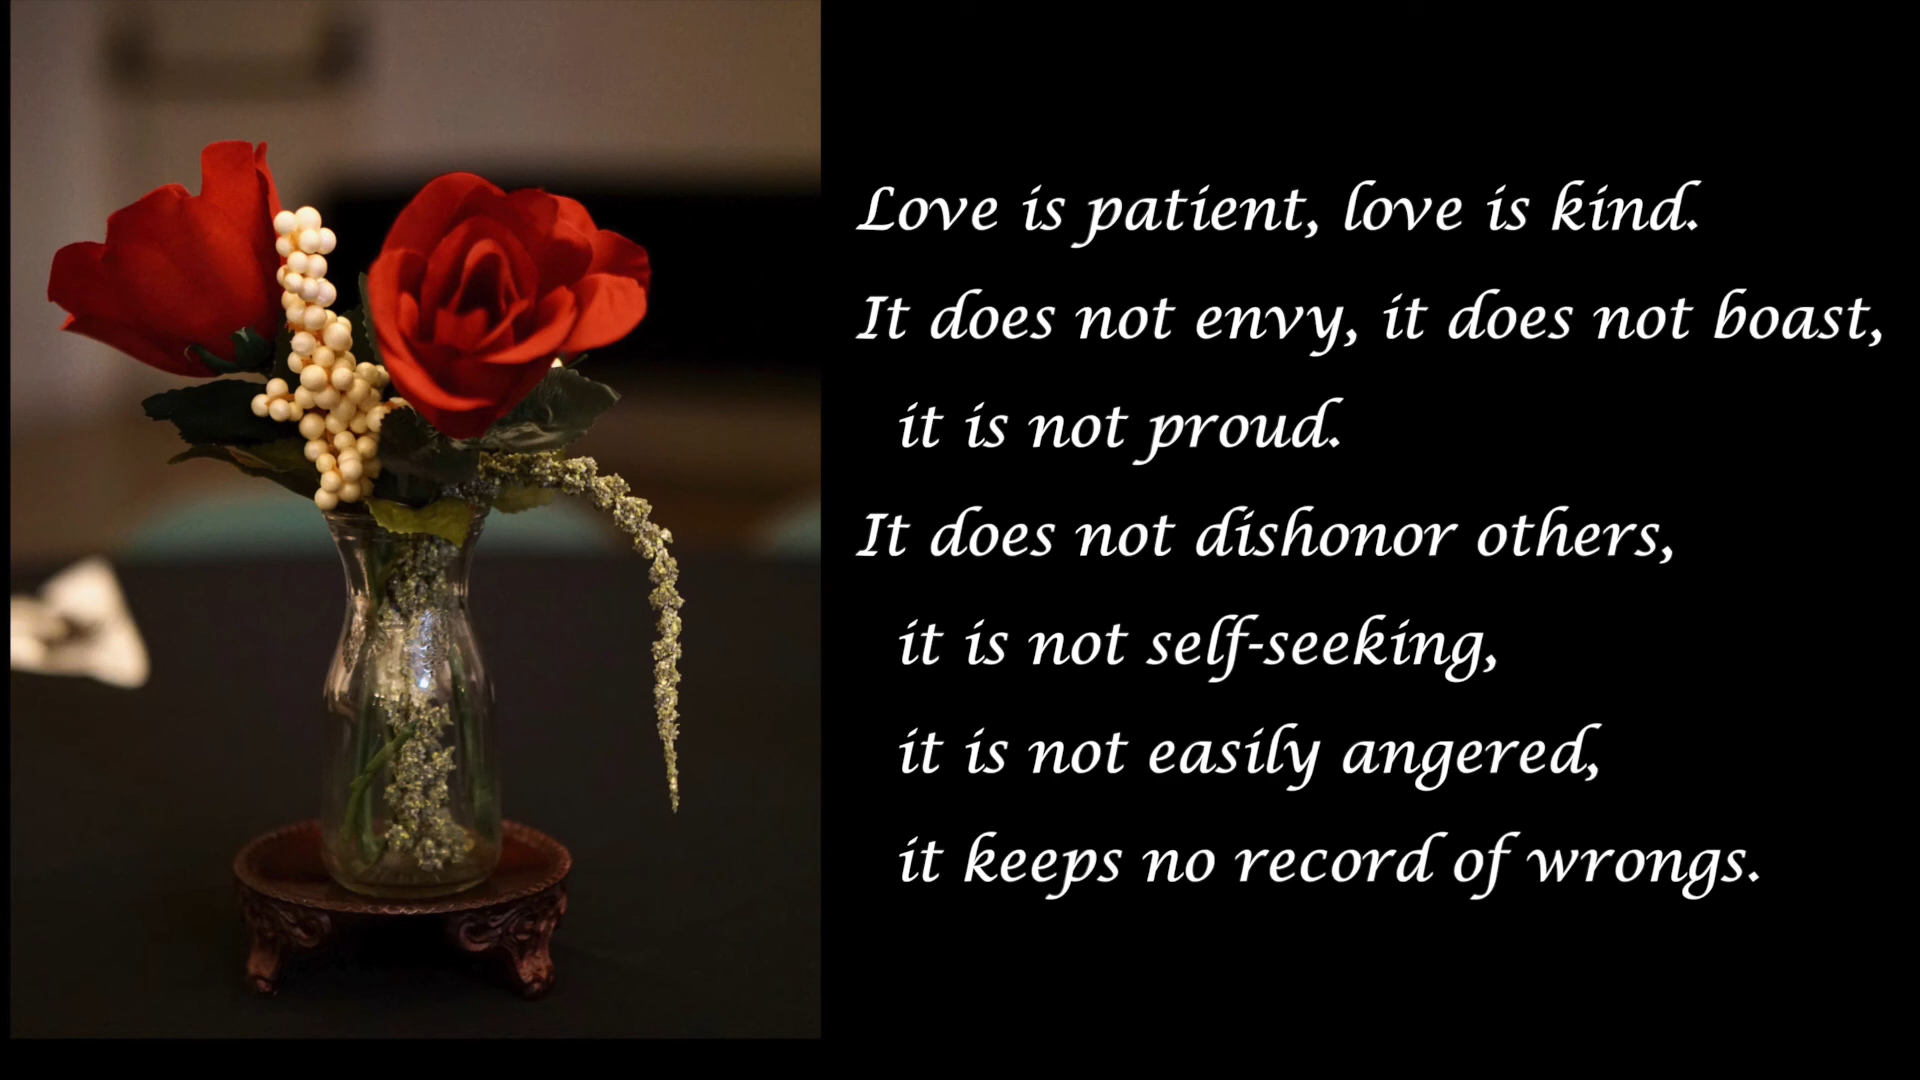 Love is patient, love is kind.
It does not envy, it does not boast,
it is not proud.
It does not dishonor others,
it is not self-seeking,
it is not easily angered,
it keeps no record of wrongs.